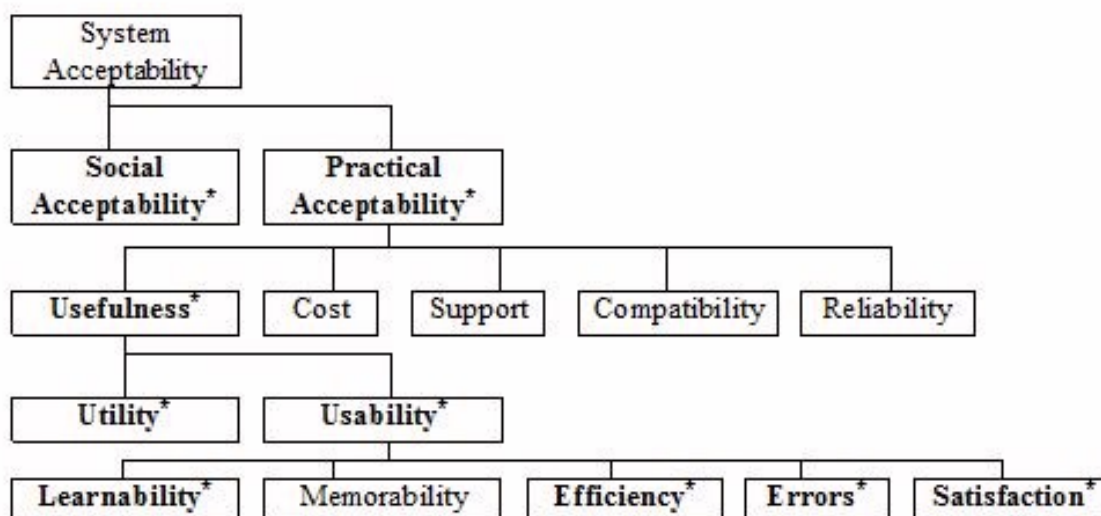 System
Acceptability
Social
Acceptability*
Practical
Acceptability*
Usefulness*
Cost
Support
Compatibility
Reliability
Utility*
Usability*
Learnability*
Memorability
Efficiency*
Errors*
Satisfaction*